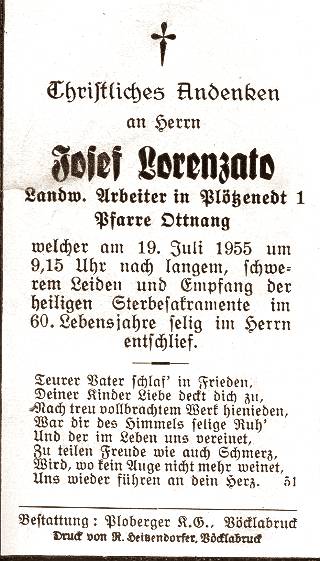 Christliches Andenken
an Herrn
Josef Lorenzato
Landw. Arbeiter in Plötzenedt 1
Pfarre Ottnang
welcher am 19. Juli 1955 um
9,15 Uhr nach langem, schwe-
rem Leiden und Empfang der
heiligen Sterbesakramente im
60. Lebensjahre selig im Herrn
entschlief.
Teurer Vater schlaf' in Frieden,
Deiner Kinder Liebe deckt dich zu,
Nach treu vollbrachtem Werk hienieden,
War dir des Himmels selige Ruh'
Und der im Leben uns vereinet,
Zu teilen Freude wie auch Schmerz,
Wird, wo kein Auge nicht mehr weinet,
Uns wieder führen an dein Herz. 51
Bestattung: Ploberger K.G., Vöcklabruck
Druck von R. Heitzendorfer, Vöcklabruck